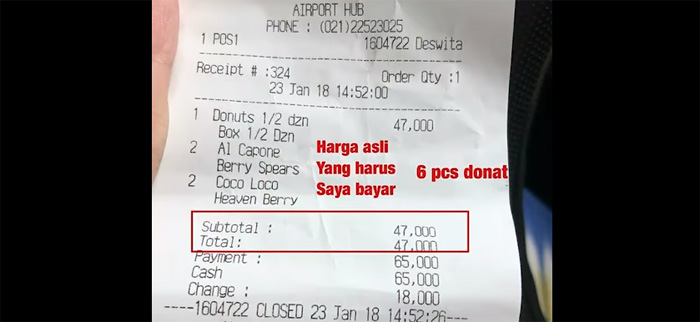 AIRPORT HUB
PHONE : (021)22523025
1 POS1 1604722 Deswita
Receipt # :324 Order Qty :1
23 Jan 18 14:52:00
1 Donuts 1/2 dzn 47,000
Box 1/2 Dzn
2 Al Capone
Berry Spears
2 Coco Loco
Heaven Berry
Harga asli
Yang harus
Saya bayar
6 pcs donat
Subtotal : 47,000
Total: 47,000
Payment : 65,000
Cash 65,000
Change : 18,000
----1604722 CLOSED 23 Jan 18 14:52:26---